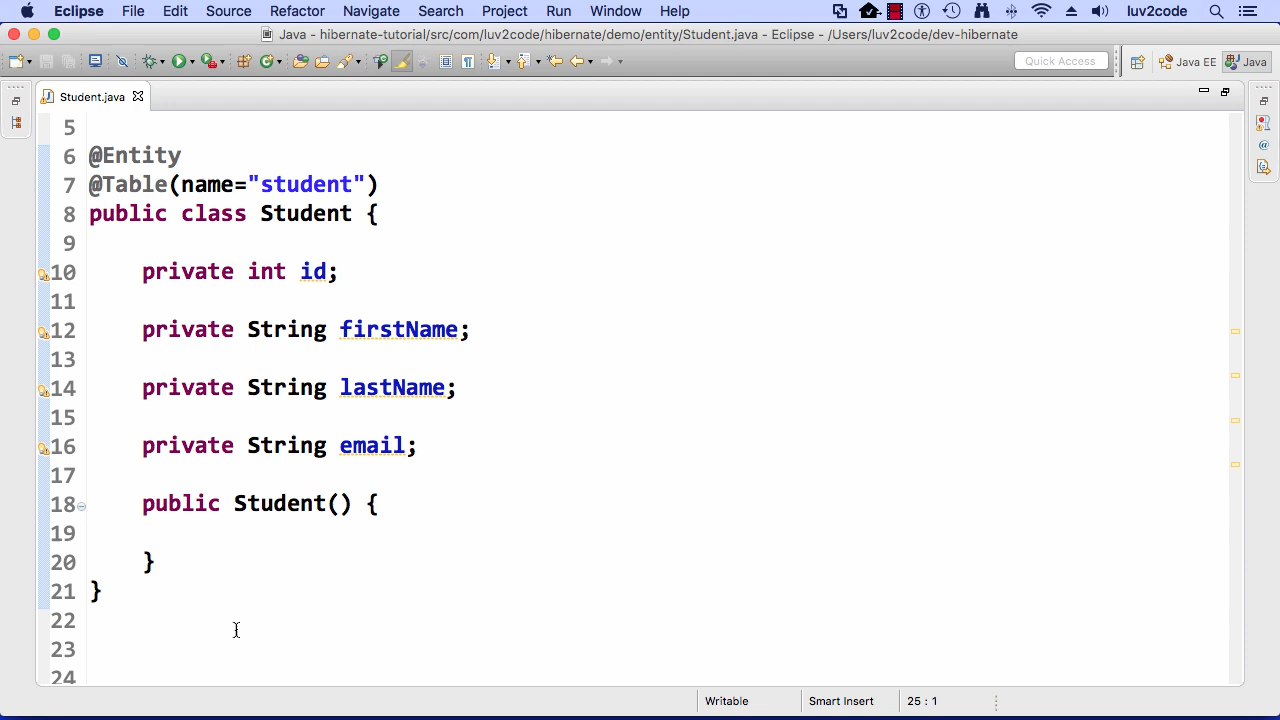 Eclipse File Edit Source Refactor Navigate Search Project Run Window Help luv2code
Java - hibernate-tutorial/src/com/luv2code/hibernate/demo/entity/Student.java - Eclipse - /Users/luv2code/dev-hibernate
Quick Access Java EE Java
Student.java
5
6 @Entity
7 @Table(name="student")
8 public class Student {
9
10 private int id;
11
12 private String firstName;
13
14 private String lastName;
15
16 private String email;
17
18 public Student() {
19
20 }
21 }
22
23
24
Writable Smart Insert 25 : 1